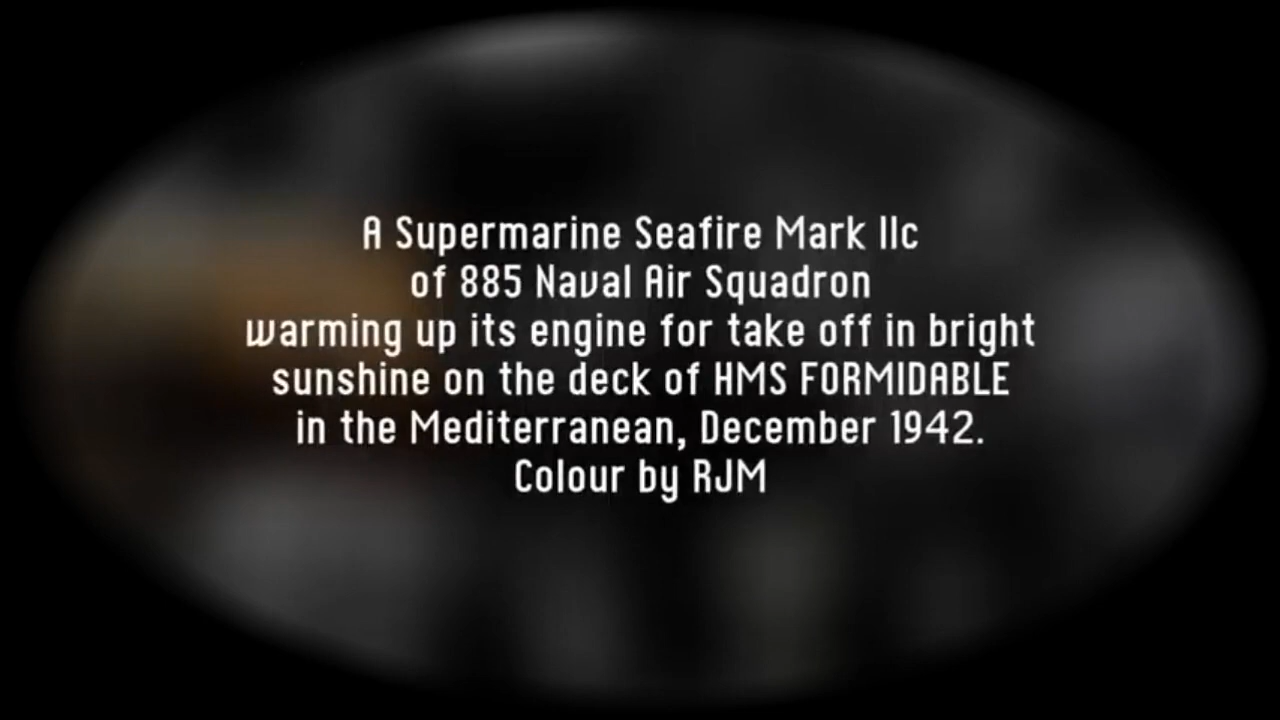 A Supermarine Seafire Mark IIc
of 885 Naval Air Squadron
warming up its engine for take off in bright
sunshine on the deck of HMS FORMIDABLE
in the Mediterranean, December 1942.
Colour by RJM